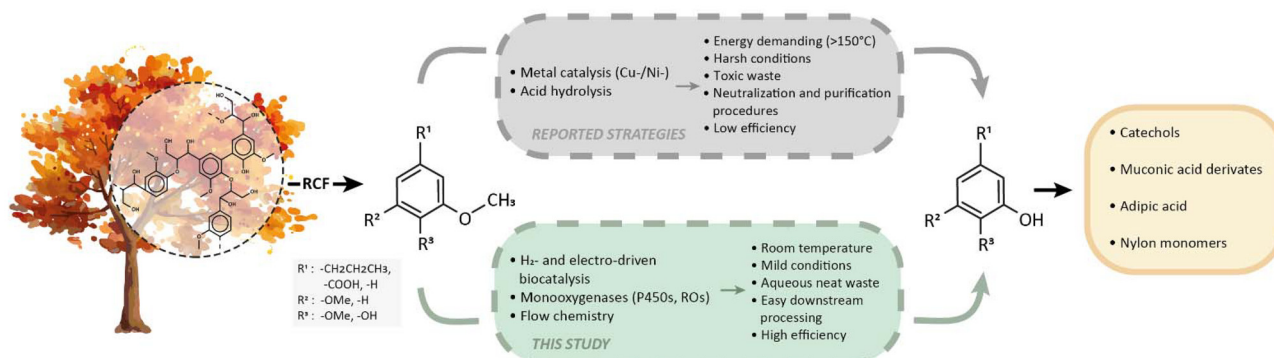 RCF
R¹ : -CH2CH2CH3,
-COOH, -H
R² : -OMe, -H
R³ : -OMe, -OH
R¹
R²
R³
O
CH₃
• Metal catalysis (Cu-/Ni-)
• Acid hydrolysis
• Energy demanding (>150°C)
• Harsh conditions
• Toxic waste
• Neutralization and purification
procedures
• Low efficiency
REPORTED STRATEGIES
• H₂- and electro-driven
biocatalysis
• Monooxygenases (P450s, ROs)
• Flow chemistry
• Room temperature
• Mild conditions
• Aqueous neat waste
• Easy downstream
processing
• High efficiency
THIS STUDY
R¹
R²
R³
OH
• Catechols
• Muconic acid derivates
• Adipic acid
• Nylon monomers